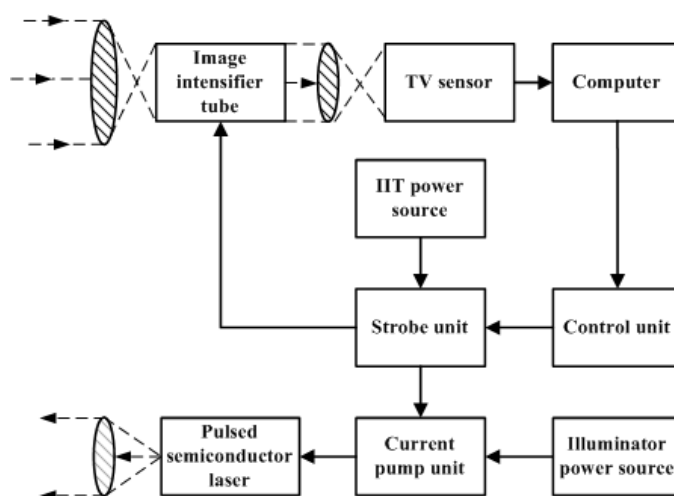 Image
intensifier
tube
TV sensor
Computer
IIT power
source
Strobe unit
Control unit
Pulsed
semiconductor
laser
Current
pump unit
Illuminator
power source